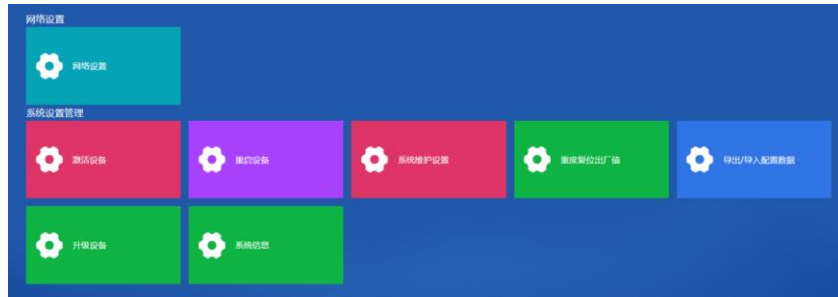 网络设置
网络设置
系统设置管理
激活设备
重启设备
系统维护设置
重度复位出厂值
导出/导入配置数据
升级设备
系统信息